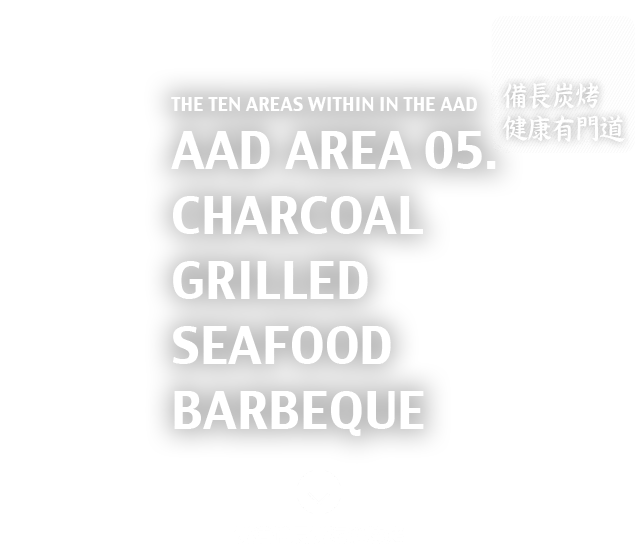 THE TEN AREAS WITHIN IN THE AAD
AAD AREA 05.
CHARCOAL
GRILLED
SEAFOOD
BARBEQUE
備長炭烤
健康有門道